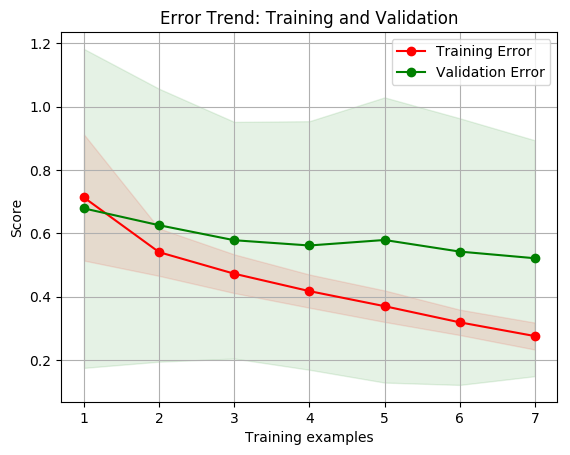 Error Trend: Training and Validation
Training Error
Validation Error
Score
1.2
1.0
0.8
0.6
0.4
0.2
1 2 3 4 5 6 7
Training examples